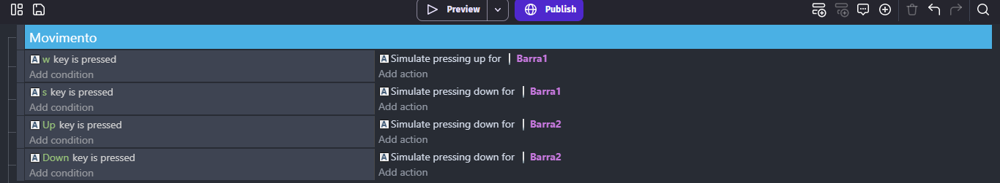 Preview
Publish
Movimento
w key is pressed
Simulate pressing up for Barra1
Add condition
Add action
s key is pressed
Simulate pressing down for Barra1
Add condition
Add action
Up key is pressed
Simulate pressing down for Barra2
Add condition
Add action
Down key is pressed
Simulate pressing down for Barra2
Add condition
Add action